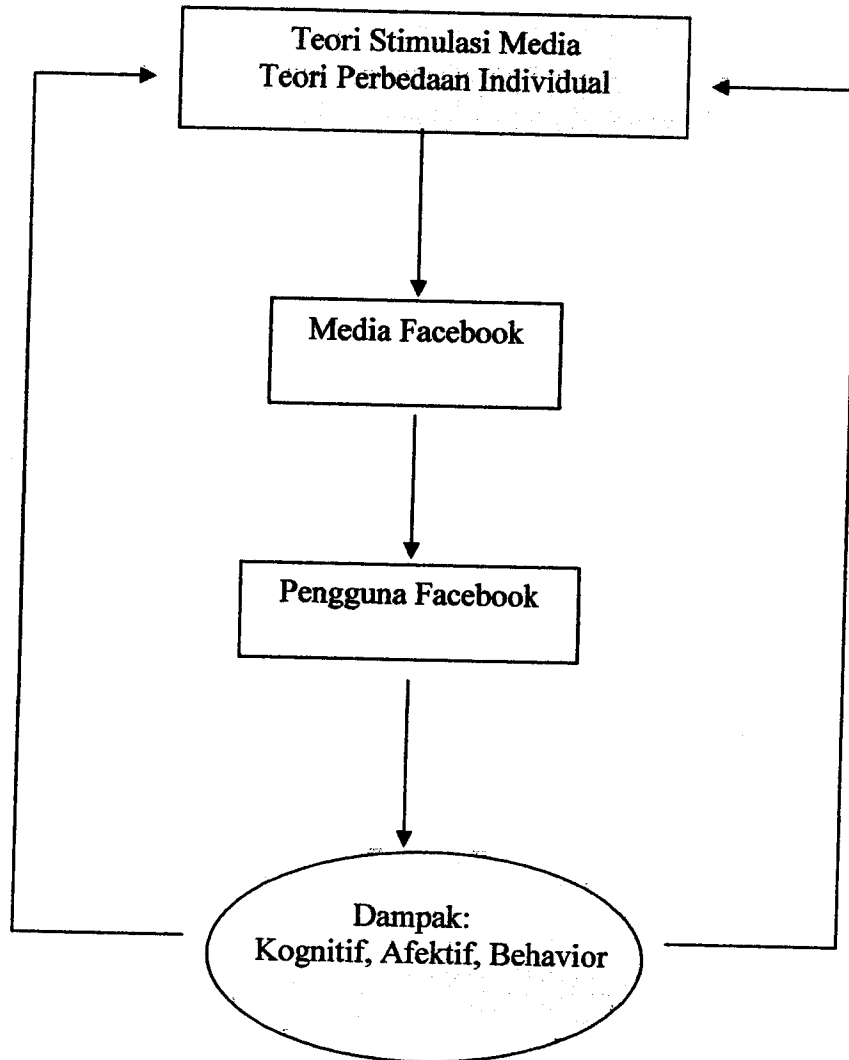 Teori Stimulasi Media
Teori Perbedaan Individual
Media Facebook
Pengguna Facebook
Dampak:
Kognitif, Afektif, Behavior